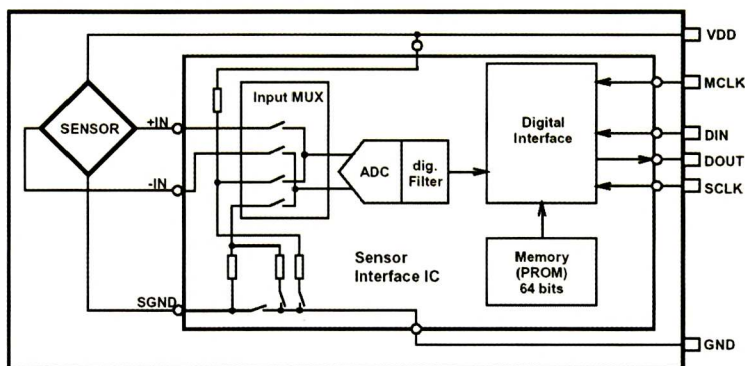 VDD
MCLK
Input MUX
+IN
SENSOR
Digital
Interface
DIN
DOUT
ADC
dig.
Filter
-IN
SCLK
Sensor
Interface IC
Memory
(PROM)
64 bits
SGND
GND